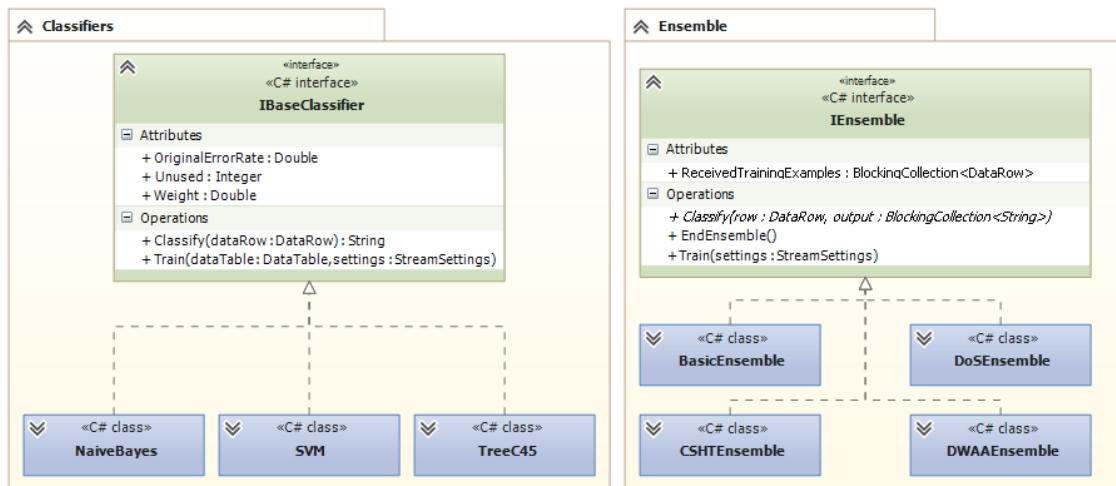 Classifiers
«interface»
«C# interface»
IBaseClassifier
Attributes
+ OriginalErrorRate : Double
+ Unused : Integer
+ Weight : Double
Operations
+ Classify(dataRow : DataRow) : String
+ Train(dataTable: DataTable,settings : StreamSettings)
«C# class»
NaiveBayes
«C# class»
SVM
«C# class»
TreeC45
Ensemble
«interface»
«C# interface»
IEnsemble
Attributes
+ ReceivedTrainingExamples : BlockingCollection<DataRow>
Operations
+ Classify(row : DataRow, output : BlockingCollection<String>)
+ EndEnsemble()
+Train(settings : StreamSettings)
«C# class»
BasicEnsemble
«C# class»
DoSEnsemble
«C# class»
CSHTEnsemble
«C# class»
DWAAEnsemble